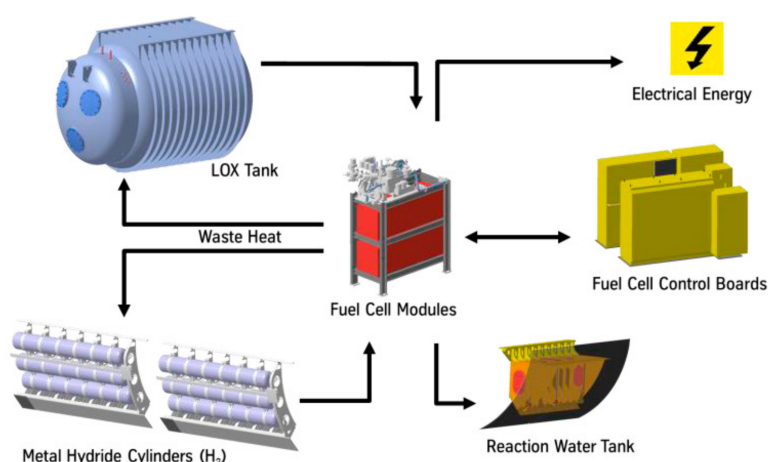 Electrical Energy
LOX Tank
Waste Heat
Fuel Cell Modules
Fuel Cell Control Boards
Metal Hydride Cylinders (H₂)
Reaction Water Tank